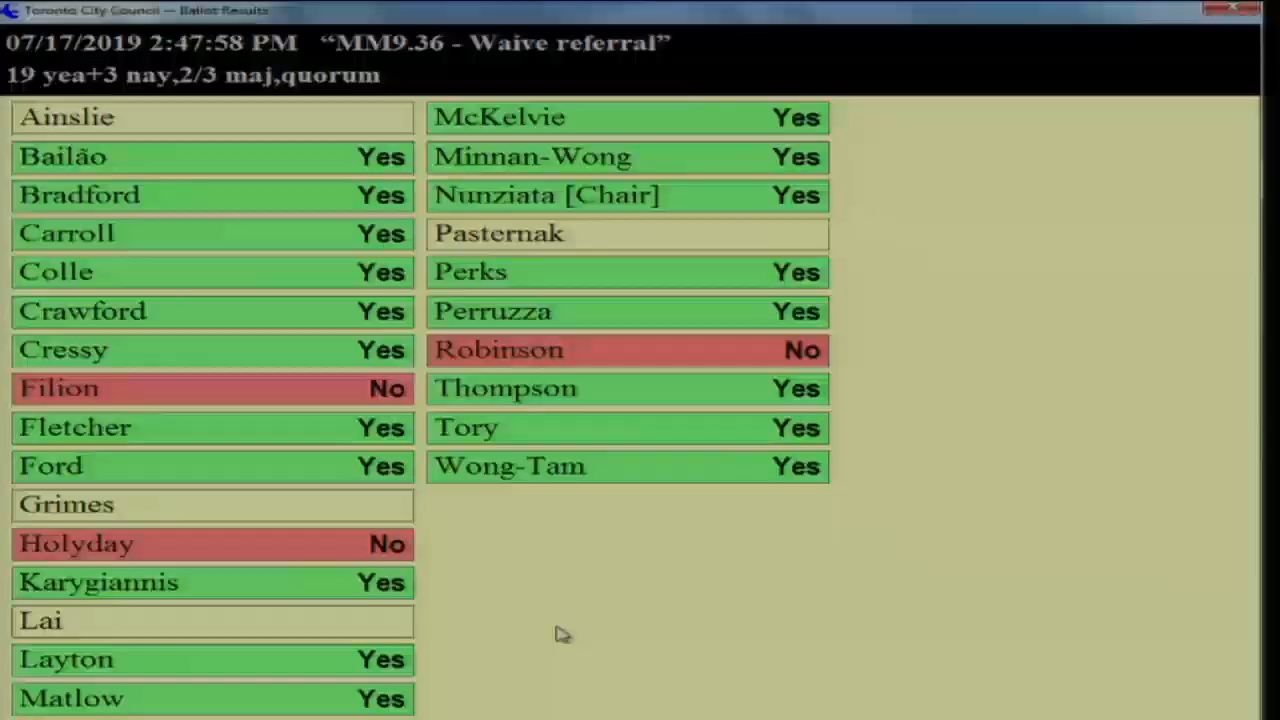 Toronto City Council — Ballot Results
07/17/2019 2:47:58 PM “MM9.36 - Waive referral”
19 yea+3 nay,2/3 maj,quorum
Ainslie
Bailão Yes
Bradford Yes
Carroll Yes
Colle Yes
Crawford Yes
Cressy Yes
Filion No
Fletcher Yes
Ford Yes
Grimes
Holyday No
Karygiannis Yes
Lai
Layton Yes
Matlow Yes
McKelvie Yes
Minnan-Wong Yes
Nunziata [Chair] Yes
Pasternak
Perks Yes
Perruzza Yes
Robinson No
Thompson Yes
Tory Yes
Wong-Tam Yes